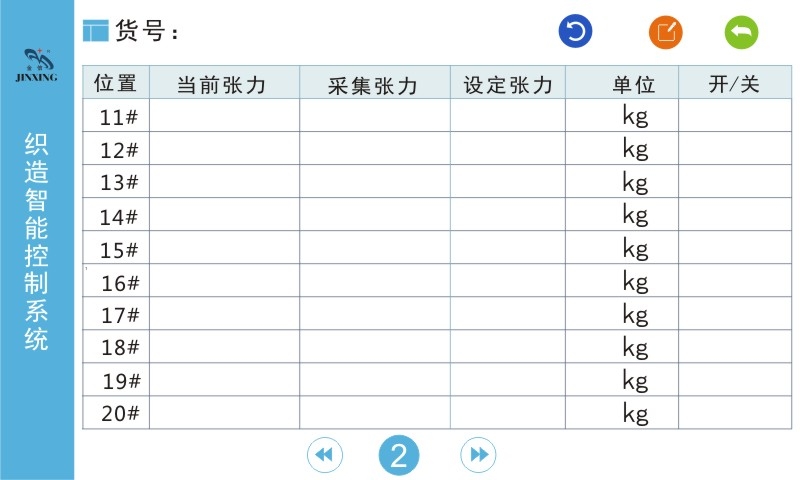 货号：
JINXING
织造智能控制系统
位置 当前张力 采集张力 设定张力 单位 开/关
11# kg
12# kg
13# kg
14# kg
15# kg
16# kg
17# kg
18# kg
19# kg
20# kg
2